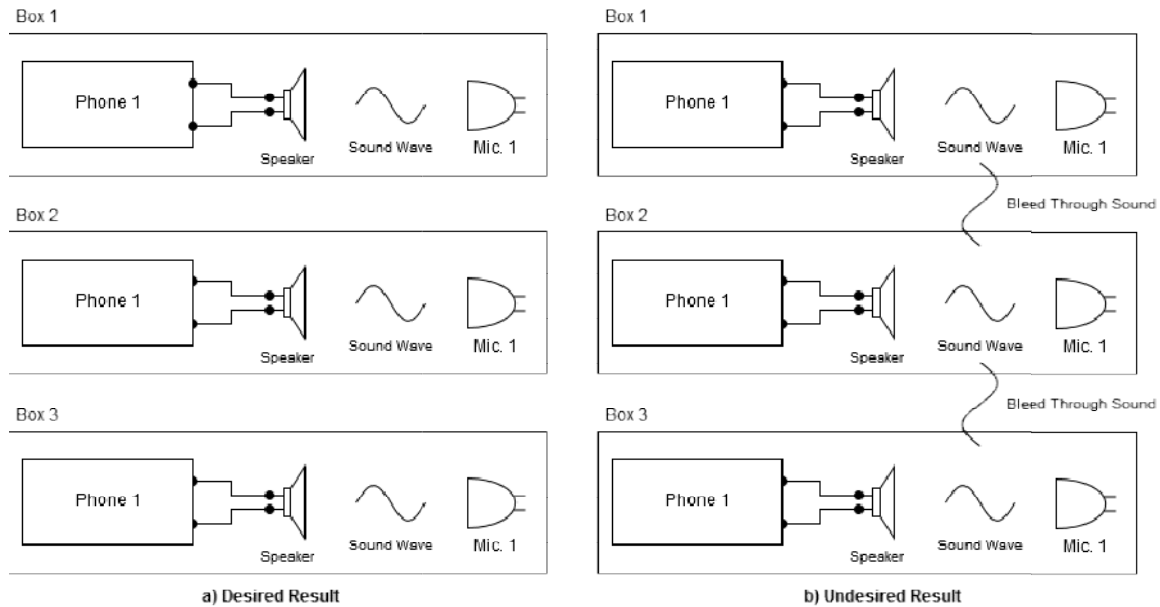 Box 1
Phone 1
Speaker
Sound Wave
Mic. 1
Box 2
Phone 1
Speaker
Sound Wave
Mic. 1
Box 3
Phone 1
Speaker
Sound Wave
Mic. 1
a) Desired Result
Box 1
Phone 1
Speaker
Sound Wave
Mic. 1
Bleed Through Sound
Box 2
Phone 1
Speaker
Sound Wave
Mic. 1
Bleed Through Sound
Box 3
Phone 1
Speaker
Sound Wave
Mic. 1
b) Undesired Result